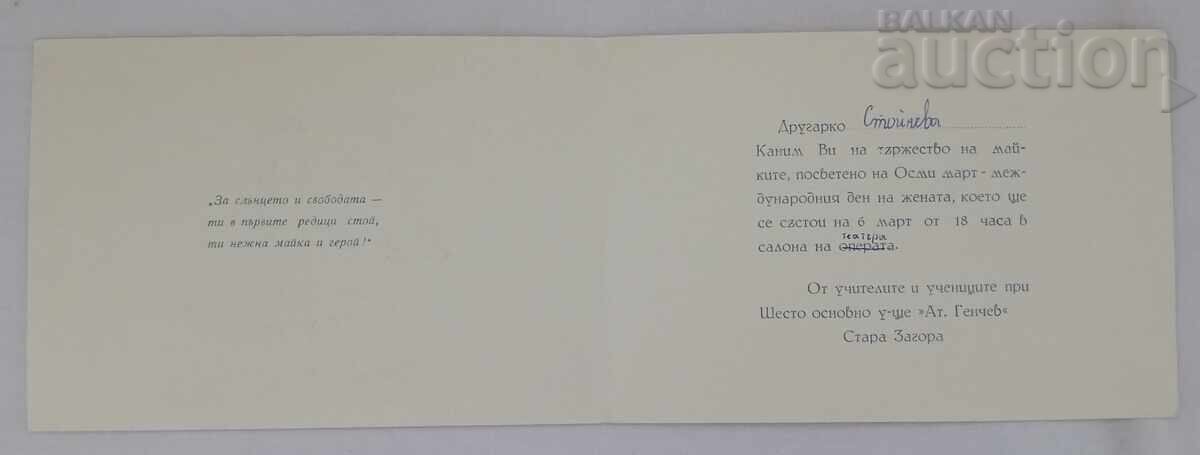 BALKAN
auction
„За слънцето и свободата —
ти в първите редица стой,
ти нежна майка и герой!"
Другарко Стойнева
Каним Ви на тържество на май-
ките, посветено на Осми март - меж-
дународния ден на жената, което ще
се състои на 6 март от 18 часа в
театъра
салона на операта.
От учителите и учениците при
Шесто основно у-ще »Ат. Генчев«
Стара Загора